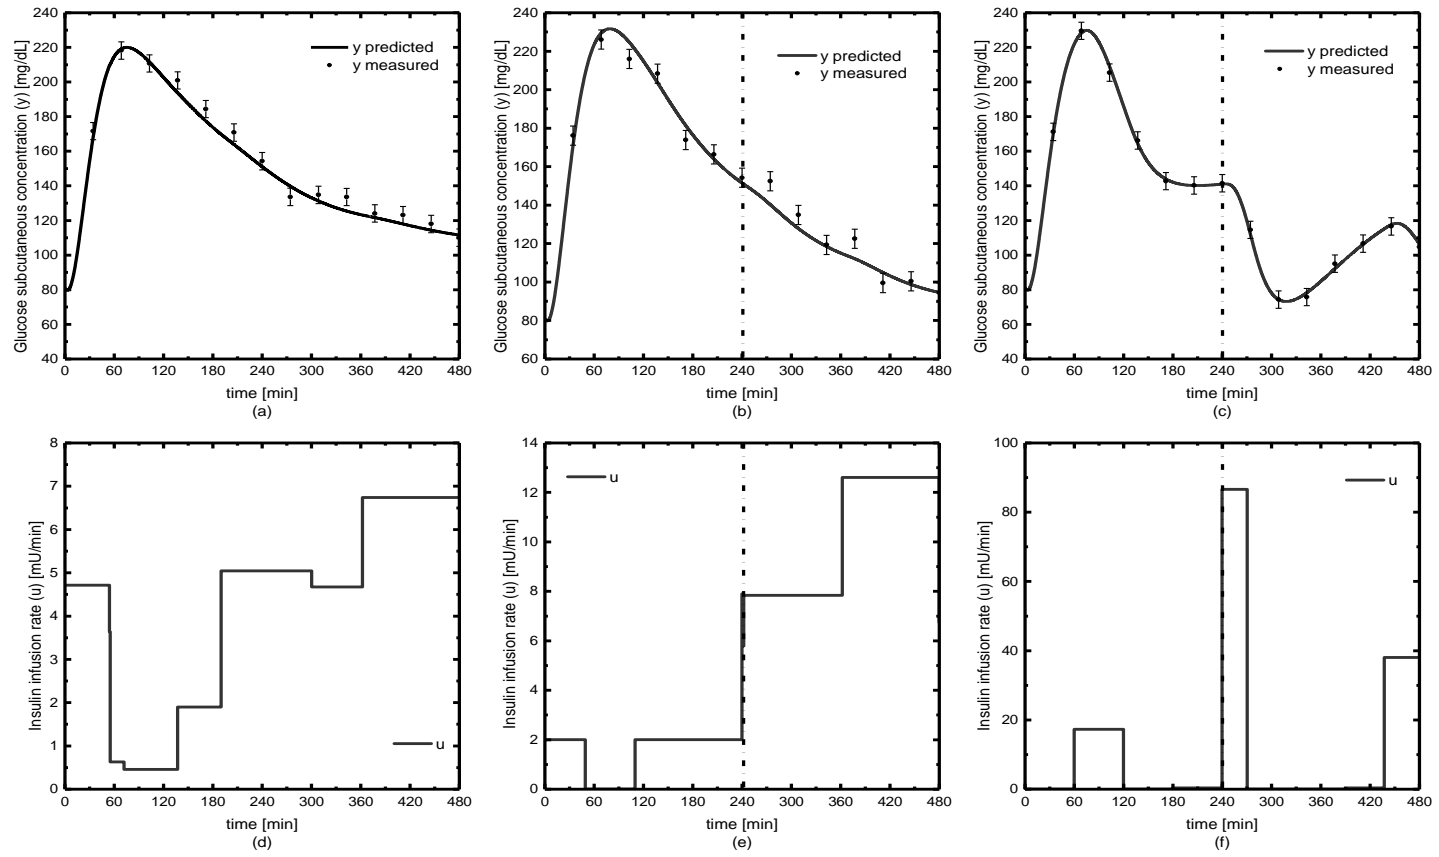 Glucose subcutaneous concentration (y) [mg/dL]
240
220
200
180
160
140
120
100
80
60
40
y predicted
y measured
0 60 120 180 240 300 360 420 480
time [min]
(a)
Glucose subcutaneous concentration (y) [mg/dL]
240
220
200
180
160
140
120
100
80
60
y predicted
y measured
0 60 120 180 240 300 360 420 480
time [min]
(b)
Glucose subcutaneous concentration (y) [mg/dL]
240
220
200
180
160
140
120
100
80
60
40
y predicted
y measured
0 60 120 180 240 300 360 420 480
time [min]
(c)
Insulin infusion rate (u) [mU/min]
8
7
6
5
4
3
2
1
0
u
0 60 120 180 240 300 360 420 480
time [min]
(d)
Insulin infusion rate (u) [mU/min]
14
12
10
8
6
4
2
0
u
0 60 120 180 240 300 360 420 480
time [min]
(e)
Insulin infusion rate (u) [mU/min]
100
80
60
40
20
0
u
0 60 120 180 240 300 360 420 480
time [min]
(f)